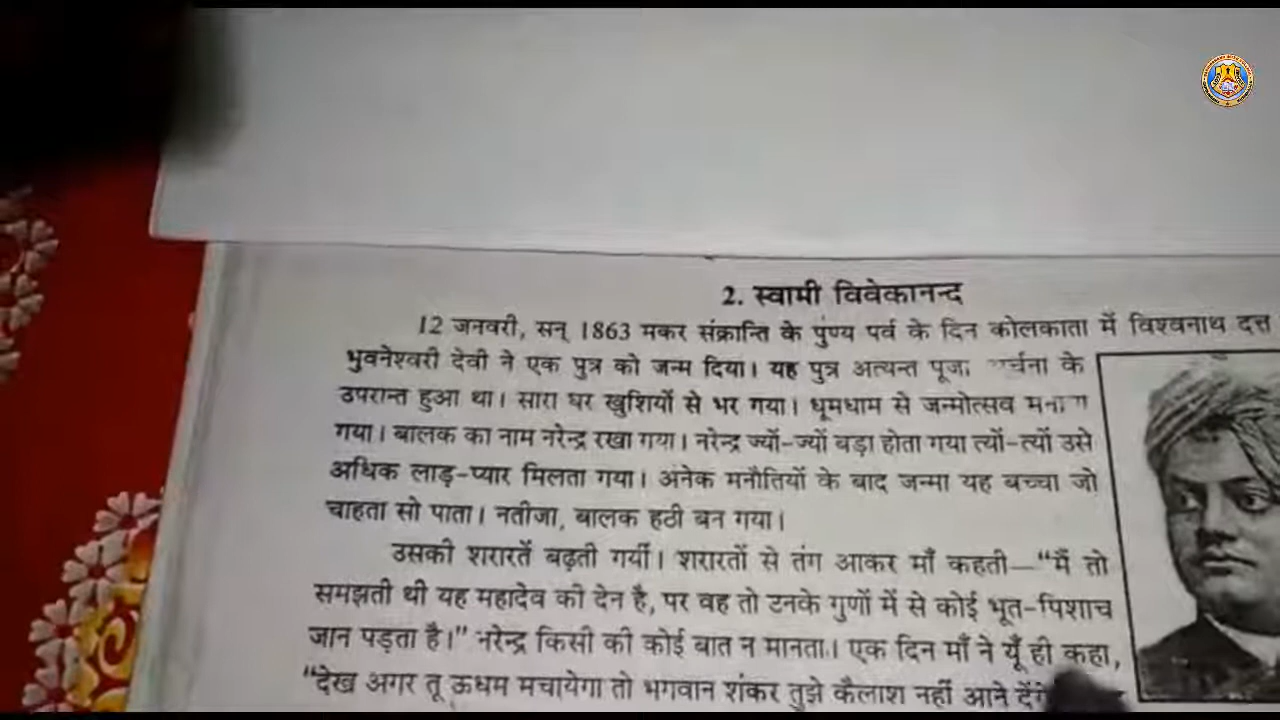 2. स्वामी विवेकानन्द
12 जनवरी, सन् 1863 मकर संक्रान्ति के पुण्य पर्व के दिन कोलकाता में विश्वनाथ दत्त
भुवनेश्वरी देवी ने एक पुत्र को जन्म दिया। यह पुत्र अत्यन्त पूजा के
उपरान्त हुआ था। सारा घर खुशियों से भर गया। धूमधाम से जन्मोत्सव
गया। बालक का नाम नरेन्द्र रखा गया। नरेन्द्र ज्यों-ज्यों बड़ा होता गया त्यों-त्यों उसे
अधिक लाड़-प्यार मिलता गया। अनेक मनौतियों के बाद जन्मा यह बच्चा जो
चाहता सो पाता। नतीजा, बालक हठी बन गया।
उसकी शरारतें बढ़ती गयीं। शरारतों से तंग आकर माँ कहती—“मैं तो
समझती थी यह महादेव की देन है, पर वह तो उनके गुणों में से कोई भूत-पिशाच
जान पड़ता है।” नरेन्द्र किसी की कोई बात न मानता। एक दिन माँ ने यूँ ही कहा,
“देख अगर तू ऊधम मचायेगा तो भगवान शंकर तुझे कैलाश नहीं आने